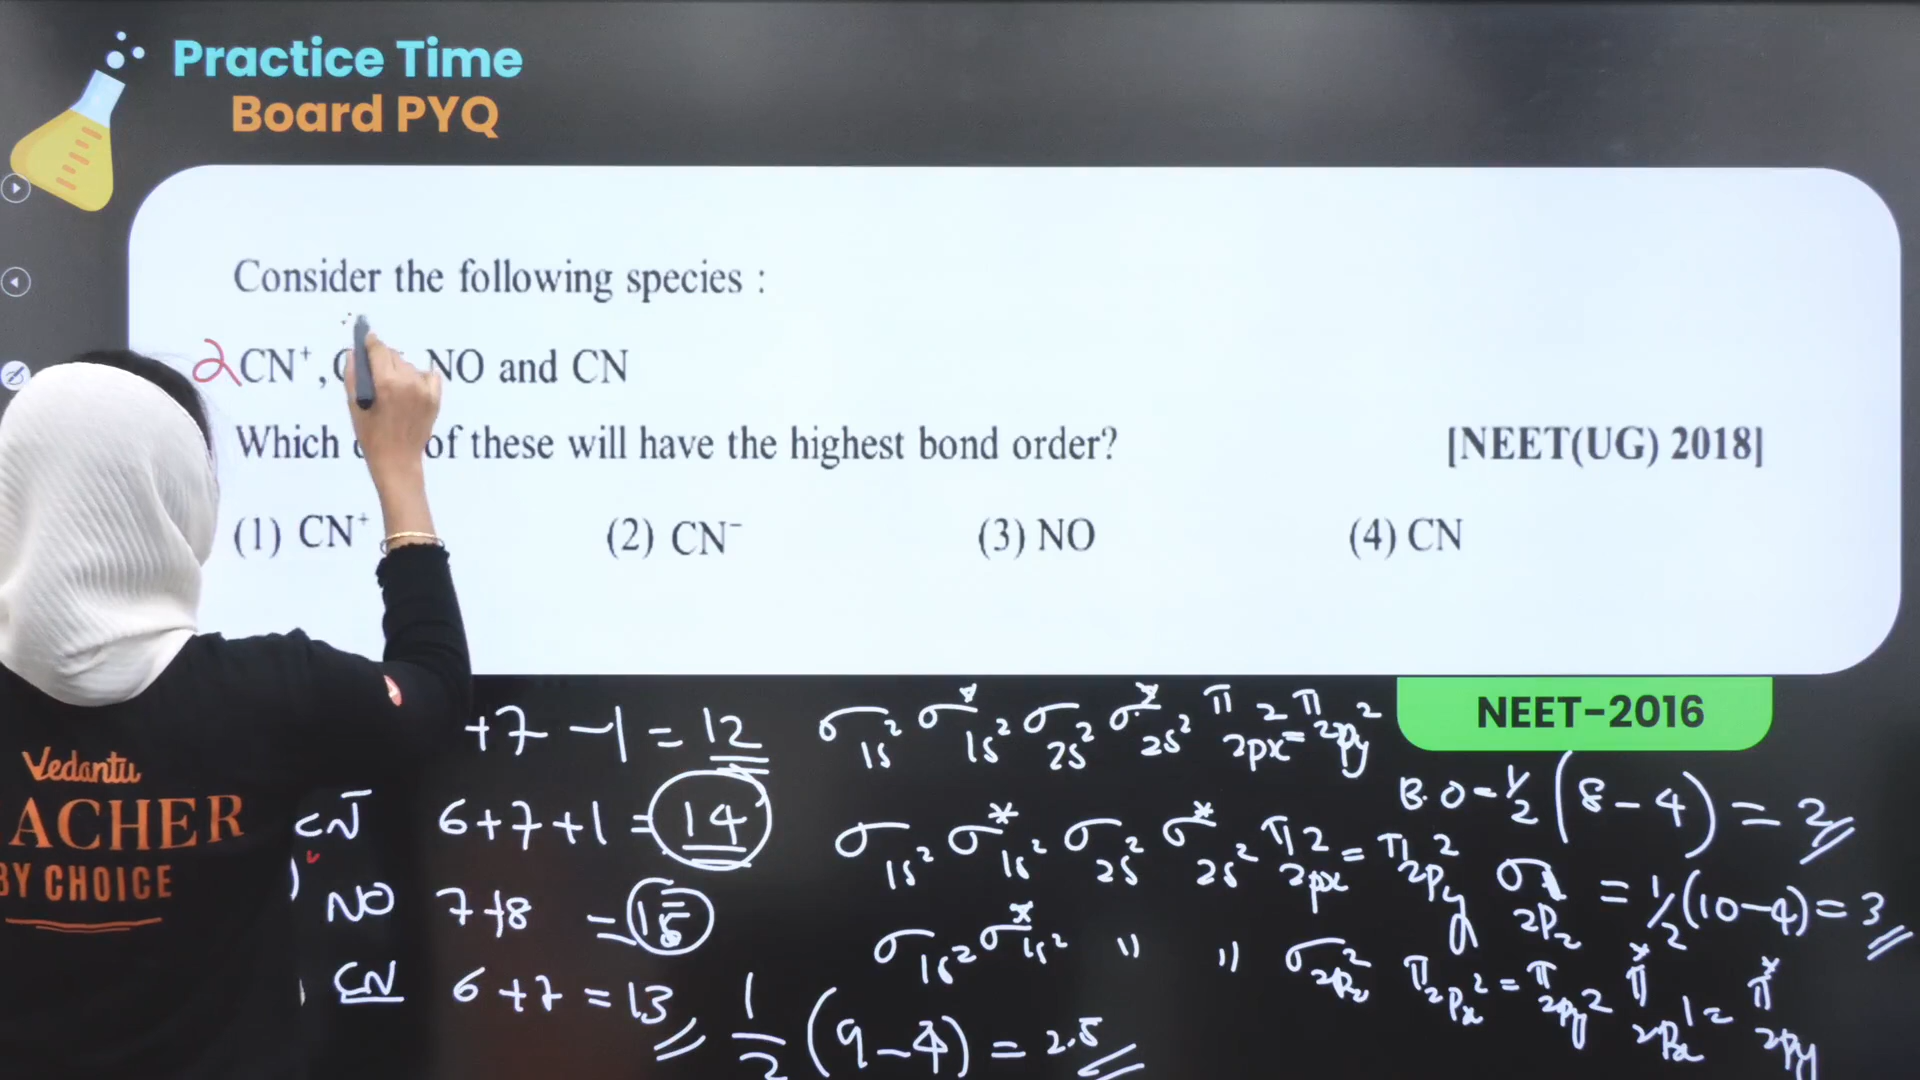 Practice Time
Board PYQ
Consider the following species :
2 CN⁺, NO and CN
Which of these will have the highest bond order? [NEET(UG) 2018]
(1) CN⁺ (2) CN⁻ (3) NO (4) CN
NEET-2016
+7 -1 = 12 σ1s² σ*1s² σ2s² σ*2s² π2px² = π2py²
B.O = 1/2 (8-4) = 2
CN⁻ 6+7+1 = 14 σ1s² σ*1s² σ2s² σ*2s² π2px² = π2py² σ2pz = 1/2 (10-4) = 3
NO 7+8 = 15 σ1s² σ*1s² " " σ2pz² π2px² = π2py² π*2px¹ = π*2py
CN 6+7 = 13 1/2 (9-4) = 2.5
Vedantu
ACHER
BY CHOICE